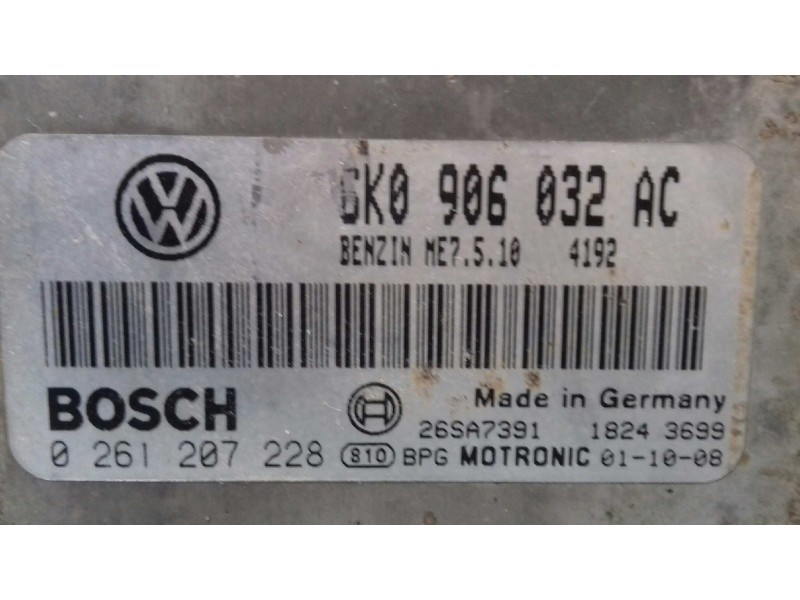 6K0 906 032 AC
BENZIN ME7.5.10 4192
BOSCH
Made in Germany
26SA7391 1824 3699
0 261 207 228 810 BPG MOTRONIC 01-10-08